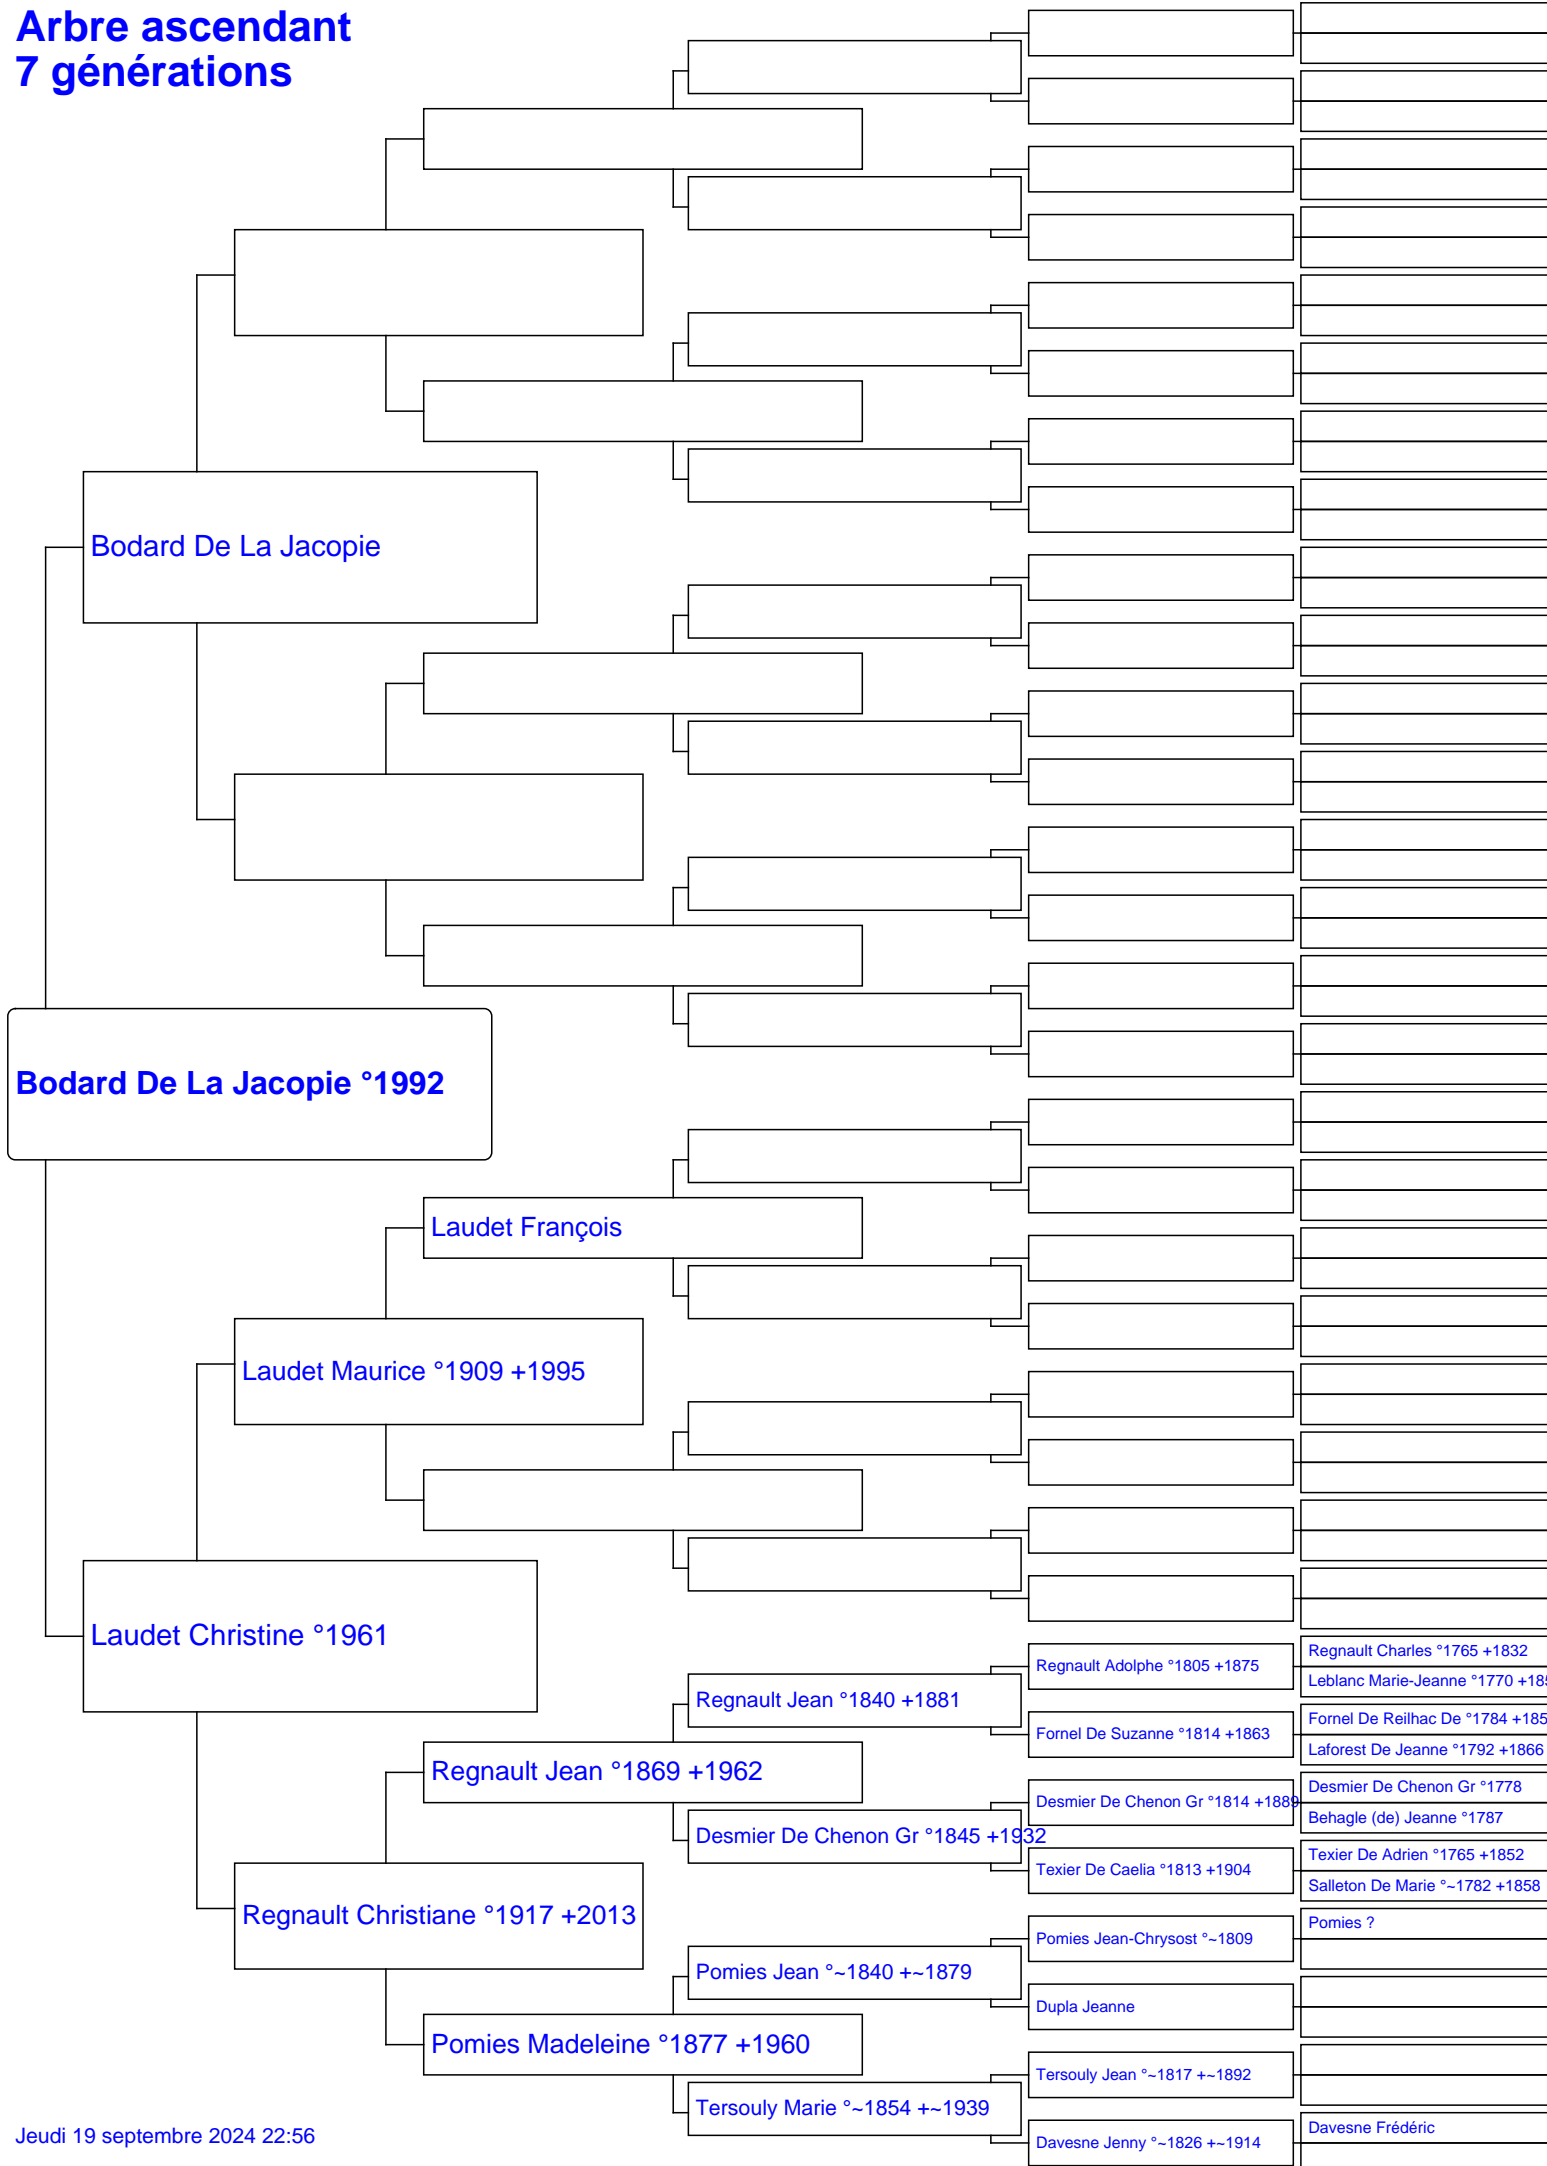 Arbre ascendant
7 générations
Bodard De La Jacopie
Bodard De La Jacopie °1992
Laudet François
Laudet Maurice °1909 +1995
Laudet Christine °1961
Regnault Charles °1765 +1832
Regnault Adolphe °1805 +1875
Leblanc Marie-Jeanne °1770 +185
Regnault Jean °1840 +1881
Fornel De Reilhac De °1784 +185
Fornel De Suzanne °1814 +1863
Laforest De Jeanne °1792 +1866
Regnault Jean °1869 +1962
Desmier De Chenon Gr °1778
Desmier De Chenon Gr °1814 +1889
Behagle (de) Jeanne °1787
Desmier De Chenon Gr °1845 +1932
Texier De Adrien °1765 +1852
Texier De Caelia °1813 +1904
Salleton De Marie °~1782 +1858
Regnault Christiane °1917 +2013
Pomies ?
Pomies Jean-Chrysost °~1809
Pomies Jean °~1840 +~1879
Dupla Jeanne
Pomies Madeleine °1877 +1960
Tersouly Jean °~1817 +~1892
Tersouly Marie °~1854 +~1939
Davesne Frédéric
Davesne Jenny °~1826 +~1914
Jeudi 19 septembre 2024 22:56